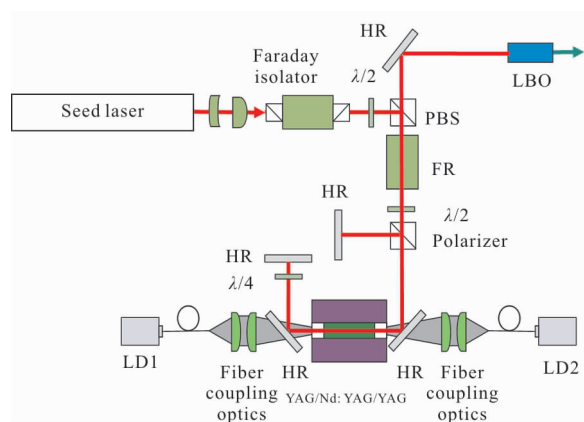 HR
Faraday
isolator
λ/2
LBO
Seed laser
PBS
FR
HR
λ/2
Polarizer
HR
λ/4
LD1
HR
HR
LD2
Fiber
coupling
optics
YAG/Nd: YAG/YAG
Fiber
coupling
optics